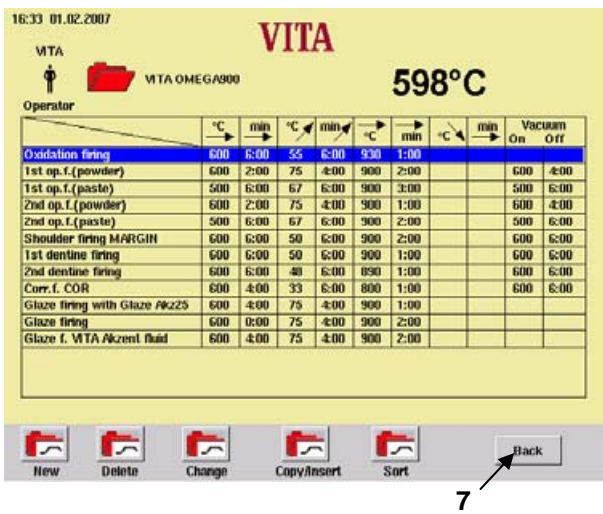 16:33 01.02.2007
VITA
VITA
VITA OMEGA900
598°C
Operator
°C min °C min °C min °C min Vacuum
On Off
Oxidation firing 600 6:00 55 6:00 930 1:00
1st op.f.(powder) 600 2:00 75 4:00 900 2:00 600 4:00
1st op.f.(paste) 500 6:00 67 6:00 900 3:00 500 6:00
2nd op.f.(powder) 600 2:00 75 4:00 900 1:00 600 4:00
2nd op.f.(paste) 500 6:00 67 6:00 900 2:00 500 6:00
Shoulder firing MARGIN 600 6:00 50 6:00 900 2:00 600 6:00
1st dentine firing 600 6:00 50 6:00 900 1:00 600 6:00
2nd dentine firing 600 6:00 48 6:00 890 1:00 600 6:00
Corr.f. COR 600 4:00 33 6:00 800 1:00 600 6:00
Glaze firing with Glaze Akz25 600 4:00 75 4:00 900 1:00
Glaze firing 600 0:00 75 4:00 900 2:00
Glaze f. VITA Akzent fluid 600 4:00 75 4:00 900 2:00
New Delete Change Copy/Insert Sort Back
7